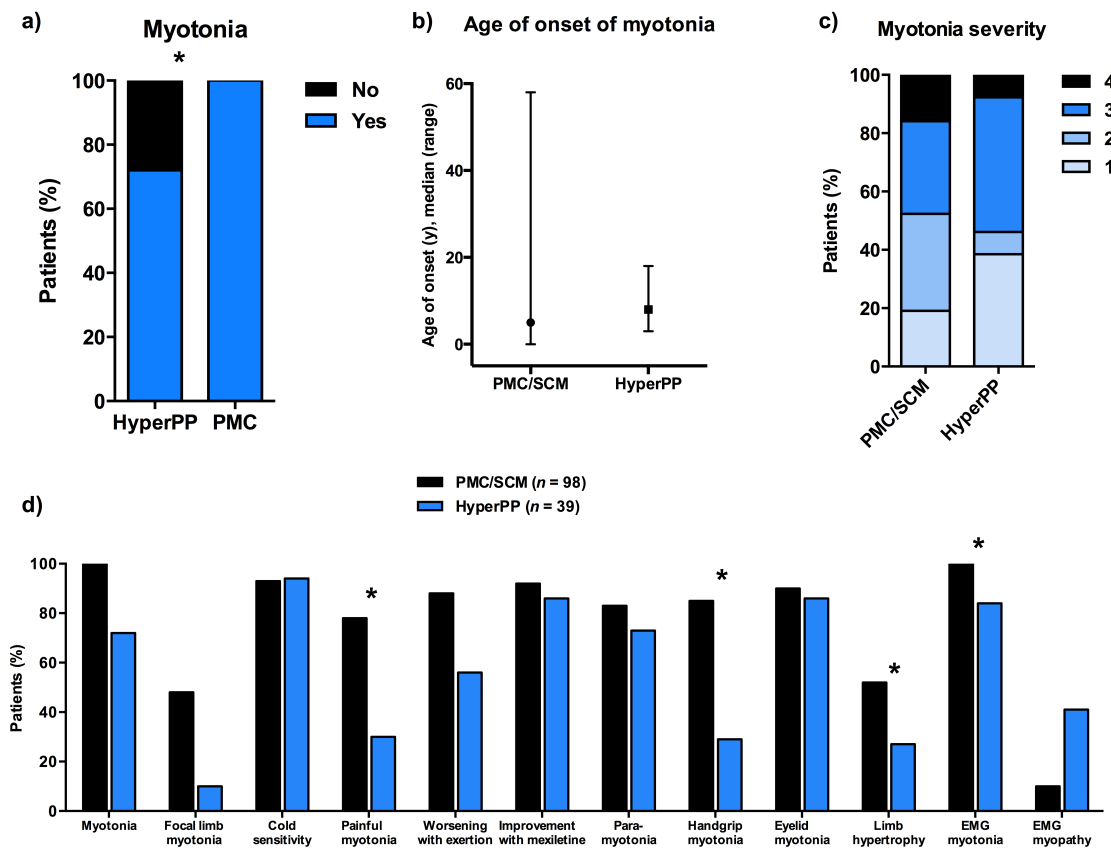 a)
Myotonia
*
No
Yes
Patients (%)
100
80
60
40
20
0
HyperPP PMC
b)
Age of onset of myotonia
Age of onset (y), median (range)
60
40
20
0
PMC/SCM HyperPP
c)
Myotonia severity
4
3
2
1
Patients (%)
100
80
60
40
20
0
PMC/SCM
HyperPP
d)
PMC/SCM (n = 98)
HyperPP (n = 39)
Patients (%)
100
80
60
40
20
0
* * * *
Myotonia
Focal limb
myotonia
Cold
sensitivity
Painful
myotonia
Worsening
with exertion
Improvement
with mexiletine
Para-
myotonia
Handgrip
myotonia
Eyelid
myotonia
Limb
hypertrophy
EMG
myotonia
EMG
myopathy